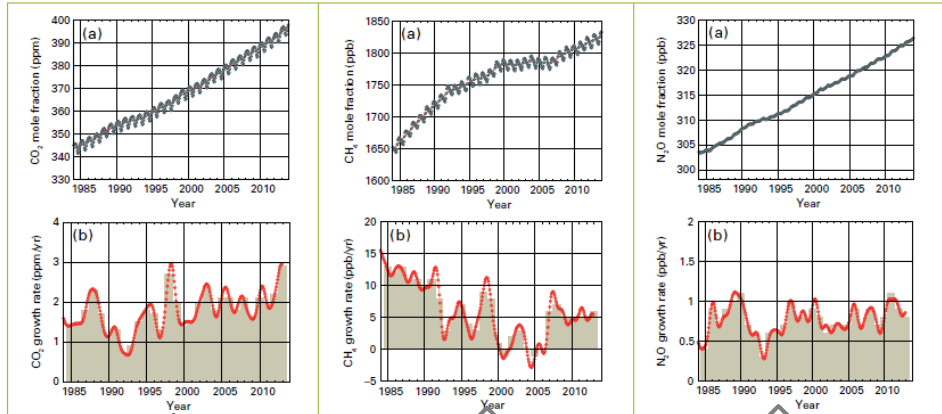 (a)
CO₂ mole fraction (ppm)
400
390
380
370
360
350
340
330
1985 1990 1995 2000 2005 2010
Year
(a)
CH₄ mole fraction (ppb)
1850
1800
1750
1700
1650
1600
1985 1990 1995 2000 2005 2010
Year
(a)
N₂O mole fraction (ppb)
330
325
320
315
310
305
300
1985 1990 1995 2000 2005 2010
Year
(b)
CO₂ growth rate (ppm/yr)
4
3
2
1
0
1985 1990 1995 2000 2005 2010
Year
(b)
CH₄ growth rate (ppb/yr)
20
15
10
5
0
−5
1985 1990 1995 2000 2005 2010
Year
(b)
N₂O growth rate (ppb/yr)
2
1.5
1
0.5
0
1985 1990 1995 2000 2005 2010
Year